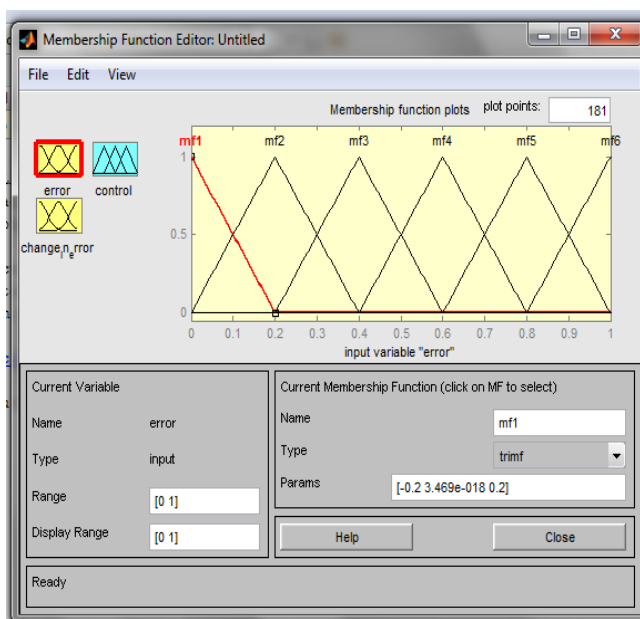 Membership Function Editor: Untitled
File Edit View
Membership function plots plot points: 181
mf1 mf2 mf3 mf4 mf5 mf6
1
0.5
0
error control
change_in_error
0 0.1 0.2 0.3 0.4 0.5 0.6 0.7 0.8 0.9 1
input variable "error"
Current Variable
Name error
Type input
Range [0 1]
Display Range [0 1]
Current Membership Function (click on MF to select)
Name mf1
Type trimf
Params [-0.2 3.469e-018 0.2]
Help Close
Ready